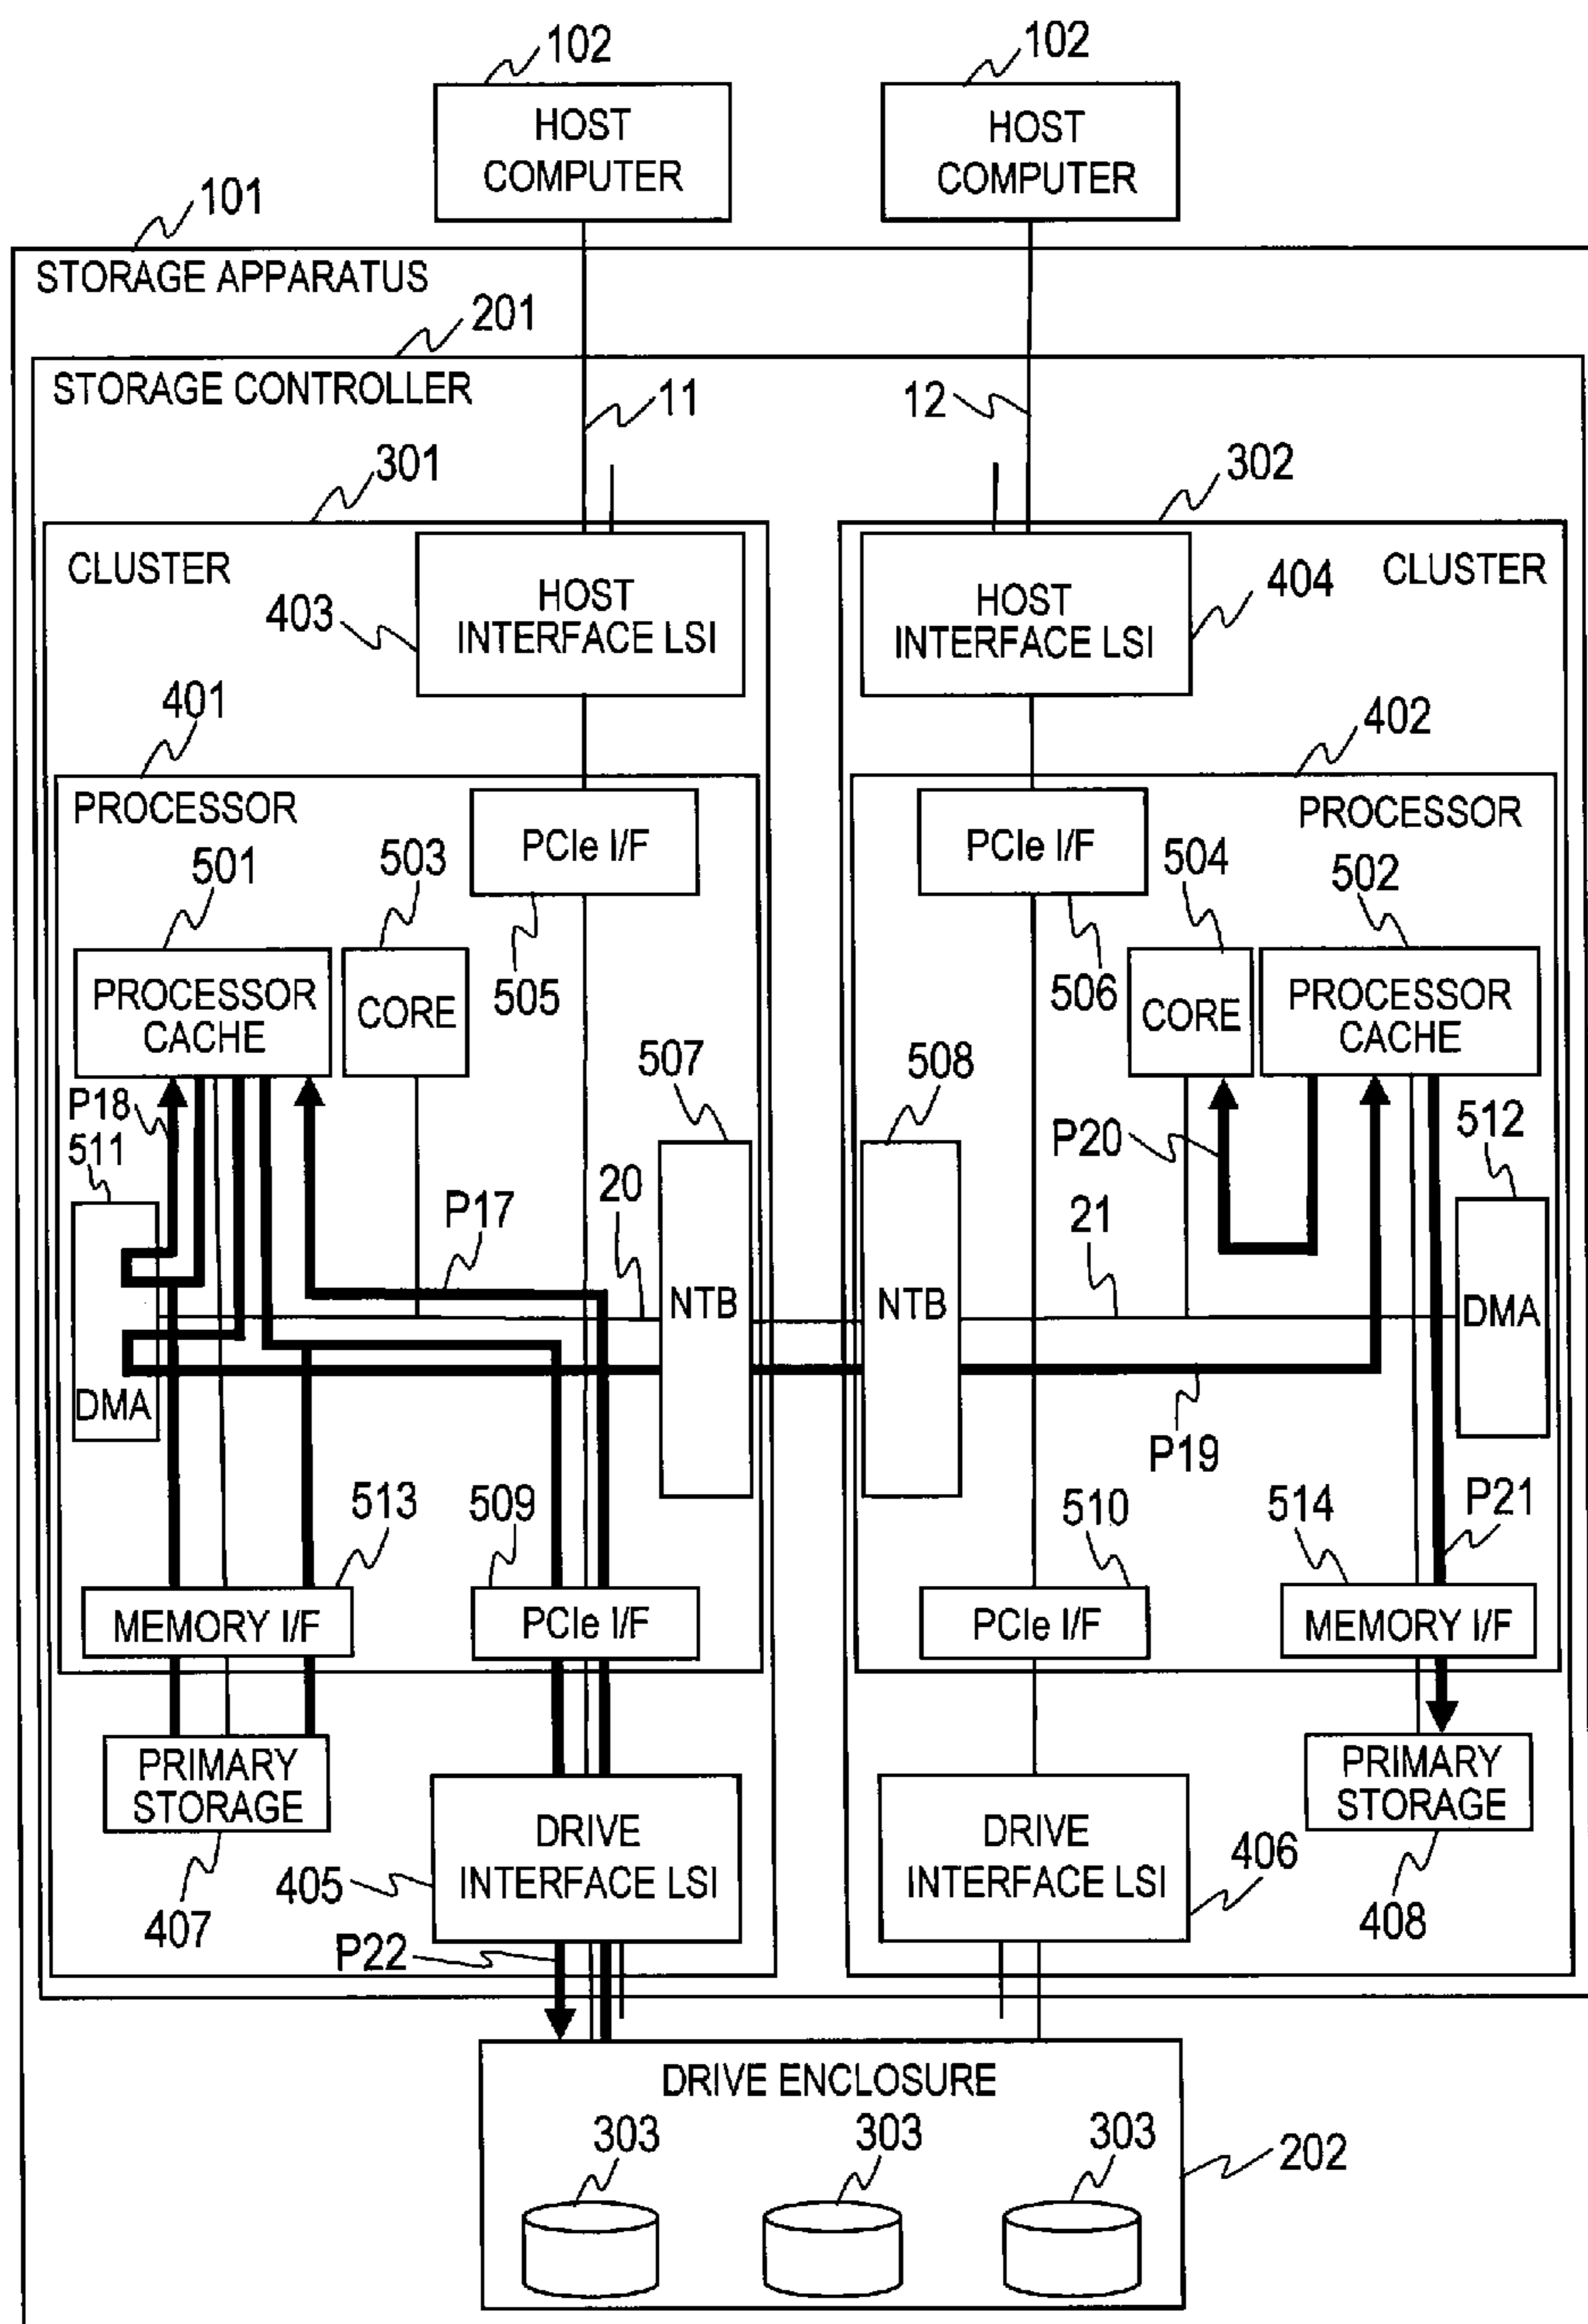 102
102
HOST
COMPUTER
HOST
COMPUTER
101
STORAGE APPARATUS
201
STORAGE CONTROLLER
11
12
301
302
CLUSTER
CLUSTER
403
HOST
INTERFACE LSI
HOST
INTERFACE LSI
404
401
402
PROCESSOR
PROCESSOR
PCIe I/F
PCIe I/F
501
503
504
502
505
506
PROCESSOR
CACHE
CORE
CORE
PROCESSOR
CACHE
507
508
P18
511
P20
512
P17
20
21
NTB
NTB
DMA
DMA
P19
513
509
510
514
P21
MEMORY I/F
PCIe I/F
PCIe I/F
MEMORY I/F
PRIMARY
STORAGE
PRIMARY
STORAGE
407
405
DRIVE
INTERFACE LSI
DRIVE
INTERFACE LSI
406
408
P22
DRIVE ENCLOSURE
303
303
303
202